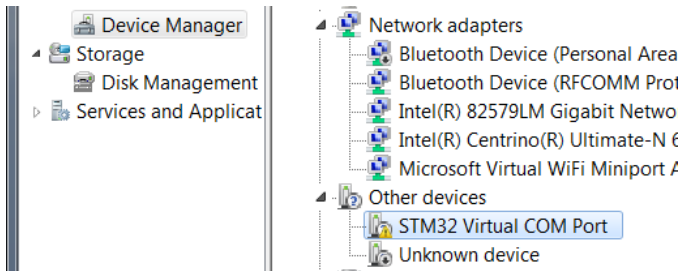 Device Manager
Storage
Disk Management
Services and Applicat
Network adapters
Bluetooth Device (Personal Area
Bluetooth Device (RFCOMM Prot
Intel(R) 82579LM Gigabit Netwo
Intel(R) Centrino(R) Ultimate-N 6
Microsoft Virtual WiFi Miniport A
Other devices
STM32 Virtual COM Port
Unknown device